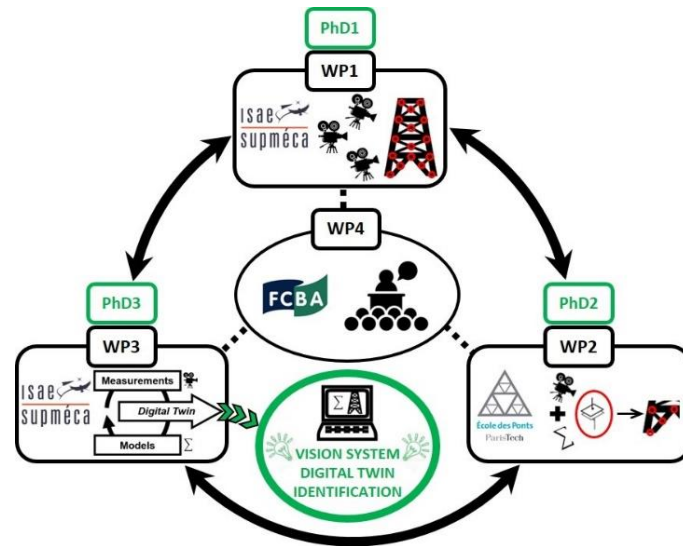 PhD1
WP1
isae
supméca
WP4
FCBA
PhD3
WP3
isae
supméca
Measurements
Digital Twin
Models
Σ
PhD2
WP2
École des Ponts
ParisTech
+
Σ
Σ
VISION SYSTEM
DIGITAL TWIN
IDENTIFICATION